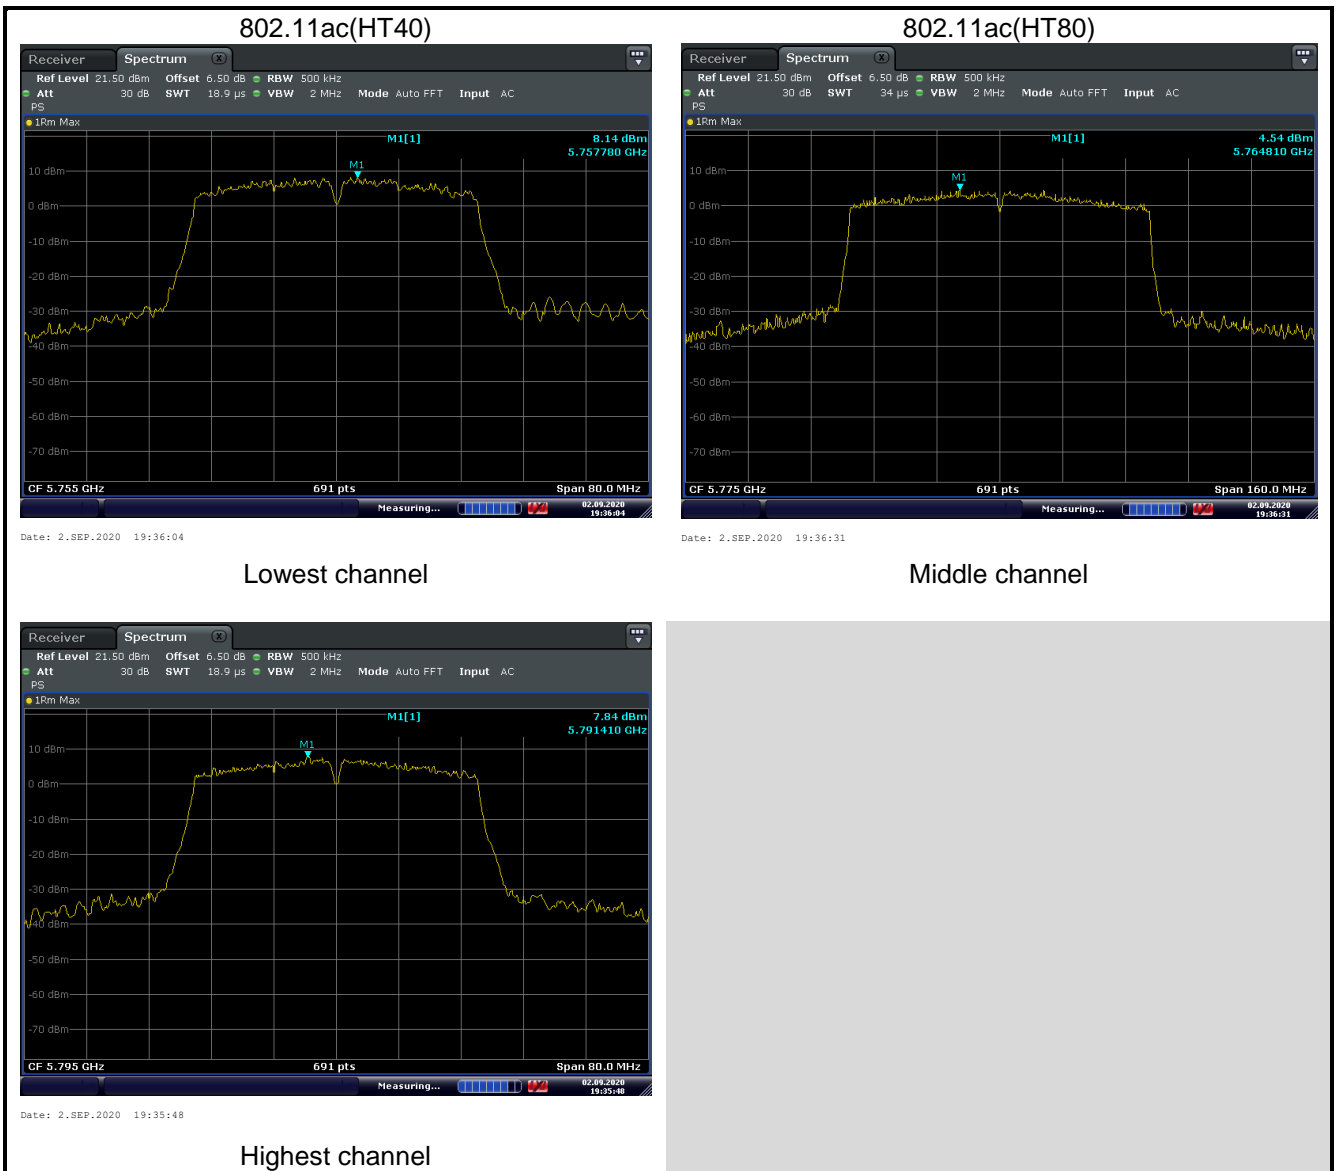 802.11ac(HT40)
Receiver Spectrum X
Ref Level 21.50 dBm Offset 6.50 dB RBW 500 kHz
Att 30 dB SWT 18.9 µs VBW 2 MHz Mode Auto FFT Input AC
PS
1Rm Max
M1[1] 8.14 dBm
5.757780 GHz
M1
10 dBm
0 dBm
-10 dBm
-20 dBm
-30 dBm
-40 dBm
-50 dBm
-60 dBm
-70 dBm
CF 5.755 GHz 691 pts Span 80.0 MHz
Measuring... 02.09.2020
19:36:04
Date: 2.SEP.2020 19:36:04
Lowest channel
802.11ac(HT80)
Receiver Spectrum X
Ref Level 21.50 dBm Offset 6.50 dB RBW 500 kHz
Att 30 dB SWT 34 µs VBW 2 MHz Mode Auto FFT Input AC
PS
1Rm Max
M1[1] 4.54 dBm
5.764810 GHz
M1
10 dBm
0 dBm
-10 dBm
-20 dBm
-30 dBm
-40 dBm
-50 dBm
-60 dBm
-70 dBm
CF 5.775 GHz 691 pts Span 160.0 MHz
Measuring... 02.09.2020
19:36:31
Date: 2.SEP.2020 19:36:31
Middle channel
Receiver Spectrum X
Ref Level 21.50 dBm Offset 6.50 dB RBW 500 kHz
Att 30 dB SWT 18.9 µs VBW 2 MHz Mode Auto FFT Input AC
PS
1Rm Max
M1[1] 7.84 dBm
5.791410 GHz
M1
10 dBm
0 dBm
-10 dBm
-20 dBm
-30 dBm
-40 dBm
-50 dBm
-60 dBm
-70 dBm
CF 5.795 GHz 691 pts Span 80.0 MHz
Measuring... 02.09.2020
19:35:48
Date: 2.SEP.2020 19:35:48
Highest channel